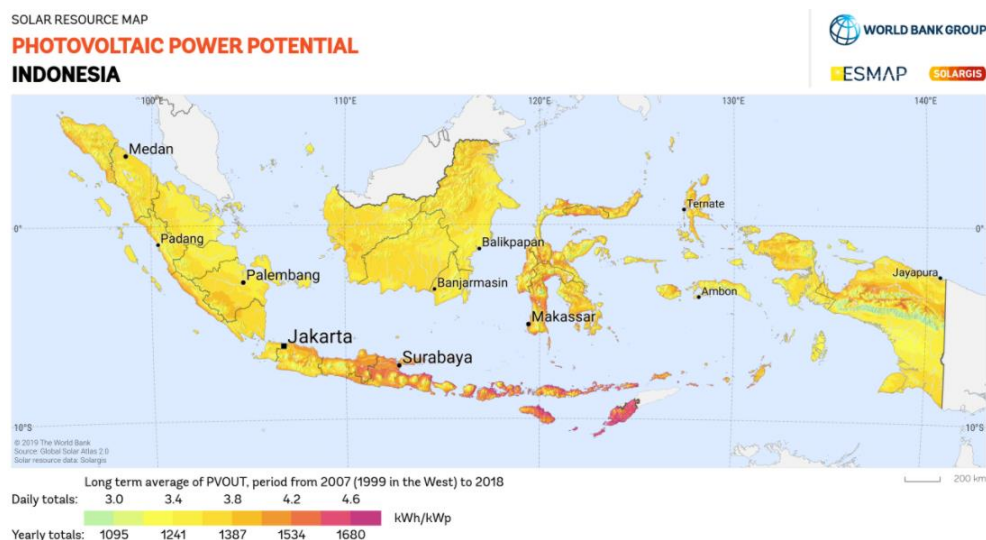 SOLAR RESOURCE MAP
PHOTOVOLTAIC POWER POTENTIAL
INDONESIA
WORLD BANK GROUP
ESMAP
SOLARGIS
100°E 110°E 120°E 130°E 140°E
Medan
Ternate
0° 0°
Padang
Balikpapan
Palembang
Jayapura
Banjarmasin
Ambon
Makassar
Jakarta
Surabaya
10°S 10°S
© 2019 The World Bank
Source: Global Solar Atlas 2.0
Solar resource data: Solargis
Long term average of PVOUT, period from 2007 (1999 in the West) to 2018
200 km
Daily totals: 3.0 3.4 3.8 4.2 4.6
kWh/kWp
Yearly totals: 1095 1241 1387 1534 1680